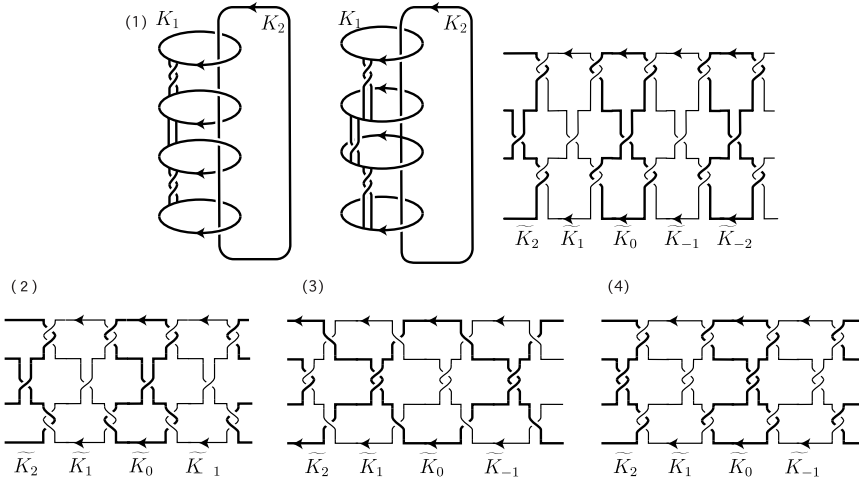 (1) K₁ K₂ K₁ K₂
K̃₂ K̃₁ K̃₀ K̃₋₁ K̃₋₂
(2) (3) (4)
K̃₂ K̃₁ K̃₀ K̃₋₁ K̃₂ K̃₁ K̃₀ K̃₋₁ K̃₂ K̃₁ K̃₀ K̃₋₁